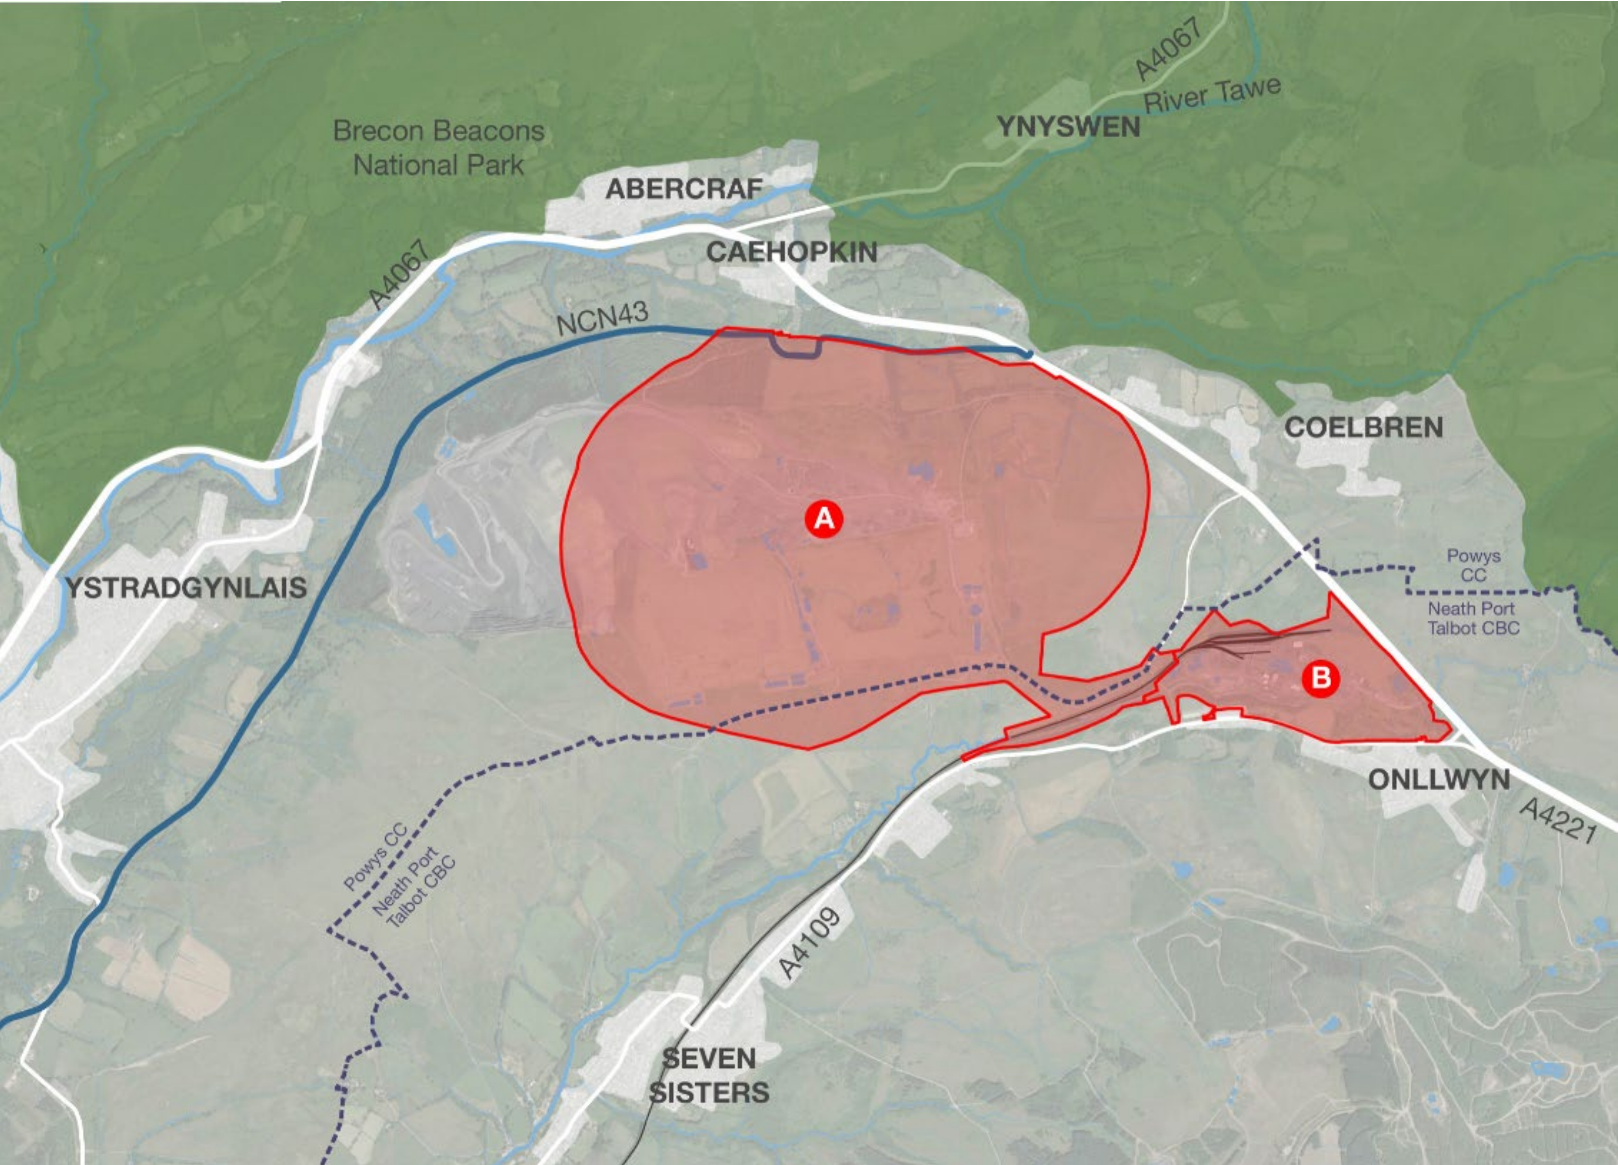 A4067
River Tawe
YNYSWEN
Brecon Beacons
National Park
ABERCRAF
CAEHOPKIN
A4067
NCN43
COELBREN
A
Powys
CC
YSTRADGYNLAIS
Neath Port
Talbot CBC
B
ONLLWYN
A4221
Powys CC
Neath Port
Talbot CBC
A4109
SEVEN
SISTERS